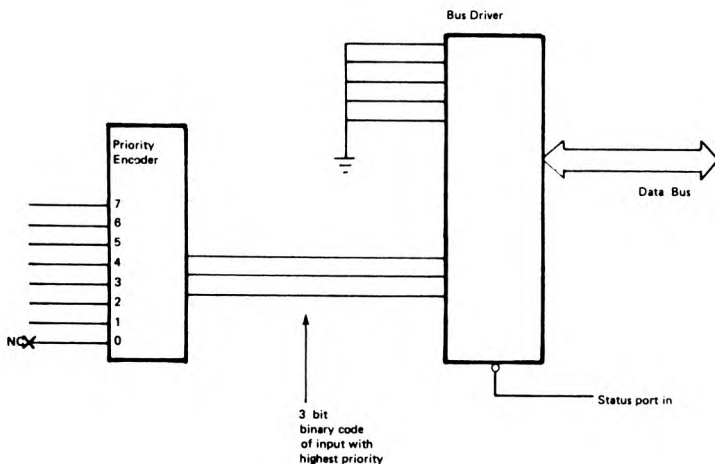 Bus Driver
Priority
Encoder
7
6
5
4
3
2
1
0
NC
Data Bus
Status port in
3 bit
binary code
of input with
highest priority